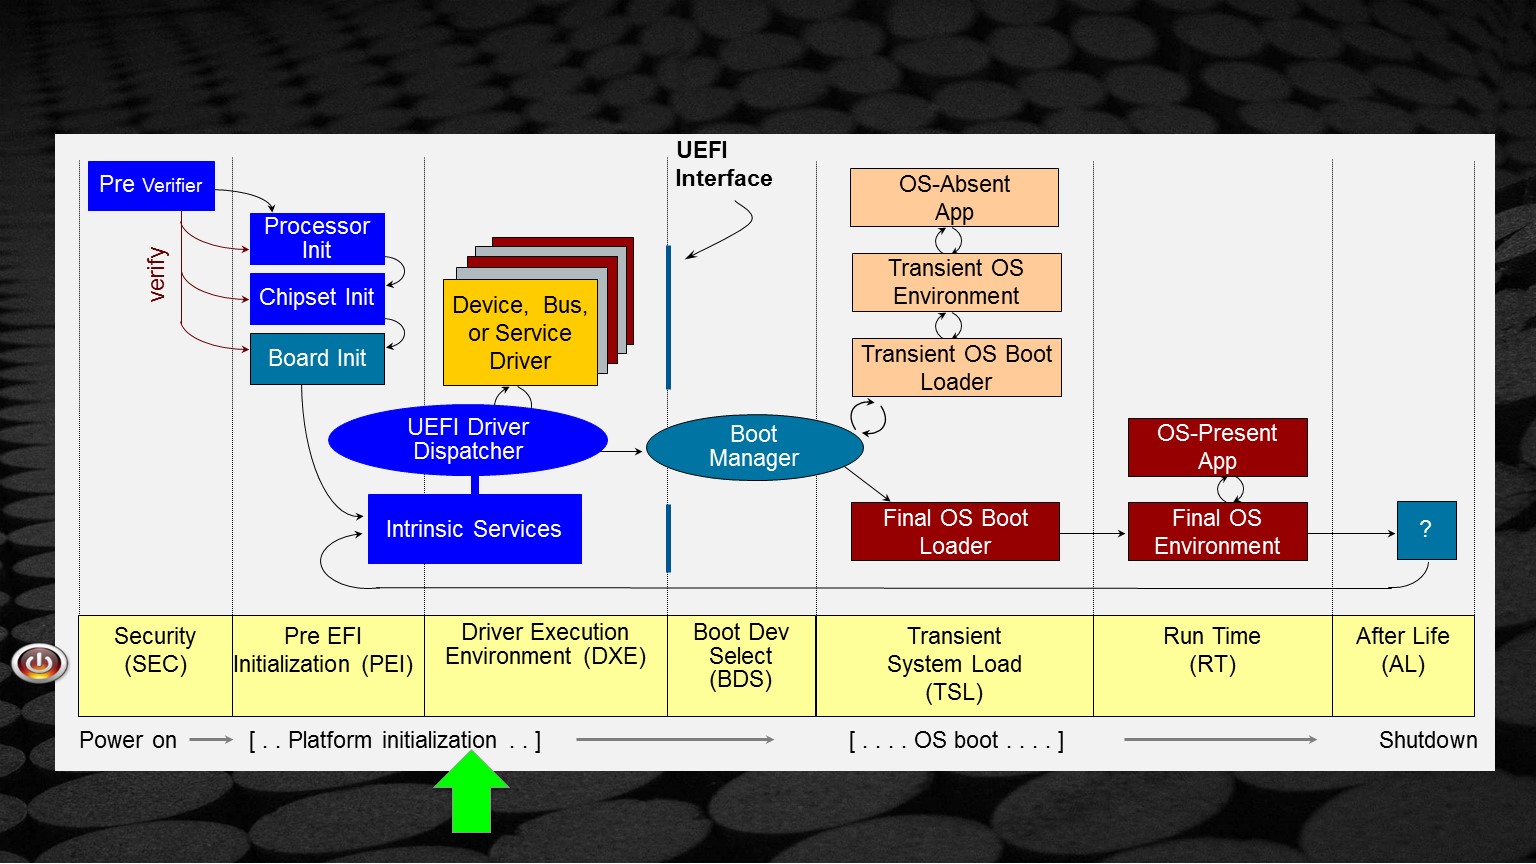 UEFI
Interface
Pre Verifier
verify
Processor
Init
Chipset Init
Board Init
Device, Bus,
or Service
Driver
UEFI Driver
Dispatcher
Intrinsic Services
Boot
Manager
OS-Absent
App
Transient OS
Environment
Transient OS Boot
Loader
Final OS Boot
Loader
OS-Present
App
Final OS
Environment
?
Security
(SEC)
Pre EFI
Initialization (PEI)
Driver Execution
Environment (DXE)
Boot Dev
Select
(BDS)
Transient
System Load
(TSL)
Run Time
(RT)
After Life
(AL)
Power on
[ . . Platform initialization . . ]
[ . . . . OS boot . . . . ]
Shutdown